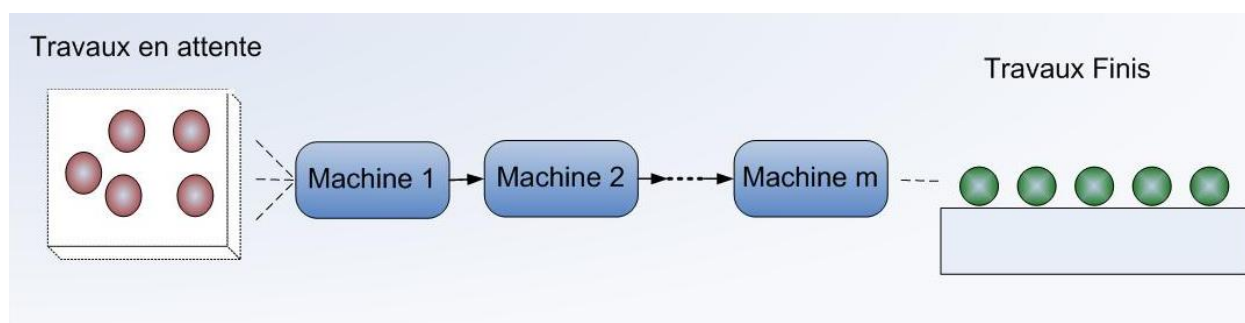 Travaux en attente
Travaux Finis
Machine 1
Machine 2
Machine m